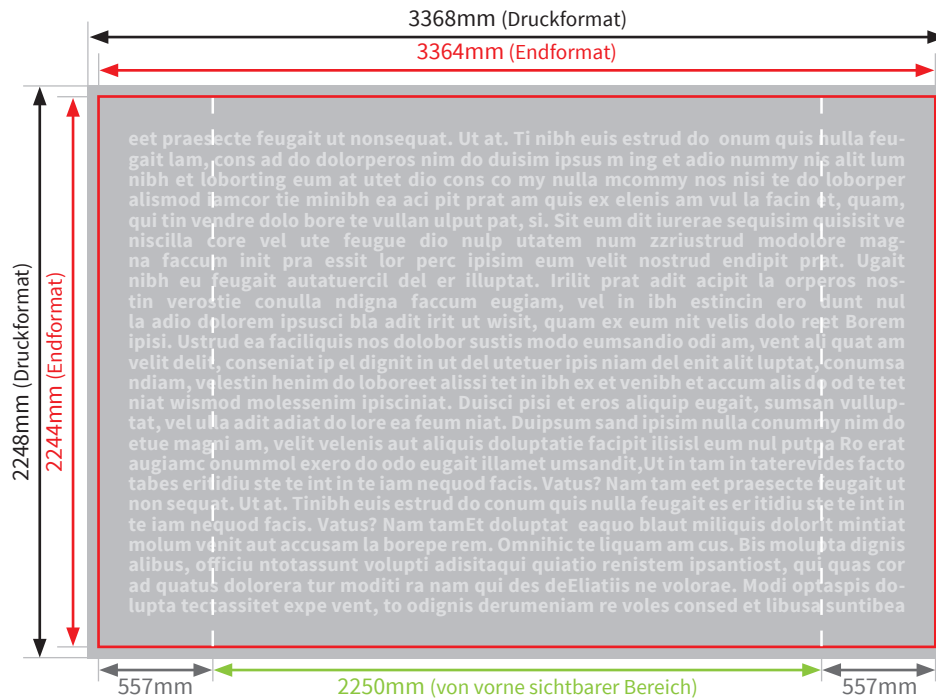 3368mm (Druckformat)
3364mm (Endformat)
2248mm (Druckformat)
2244mm (Endformat)
eet praesecte feugait ut nonsequat. Ut at. Ti nibh euis estrud do onum quis nulla feu-
gait lam, cons ad do dolorperos nim do duisim ipsus m ing et adio nummy nis alit lum
nibh et loborting eum at utet dio cons co my nulla mcommy nos nisi te do loborper
alismod iamcor tie minibh ea aci pit prat am quis ex elenis am vul la facin et, quam,
qui tin vendre dolo bore te vullan ulput pat, si. Sit eum dit iurerae sequisim quisisit ve
niscilla core vel ute feugue dio nulp utatem num zzriustrud modolore mag-
na faccum init pra essit lor perc ipisim eum velit nostrud endipit prat. Ugait
nibh eu feugait autatuercil del er illuptat. Irilit prat adit acipit la orperos nos-
tin verostie conulla ndigna faccum eugiam, vel in ibh estincin ero dunt nul
la adio dolorem ipsusci bla adit irit ut wisit, quam ex eum nit velis dolo reet Borem
ipisi. Ustrud ea faciliquis nos dolobor sustis modo eumsandio odi am, vent ali quat am
velit delit, conseniat ip el dignit in ut dolutetuer ipis niam del enit alit luptat, conumsa
ndiam, velestin henim do loboreet alissi tet in ibh ex et venibh et accum alis do od te tet
niat wismod molessenim ipisciniat. Duisci pisi et eros aliquip eugait, sumsan vullup-
tat, vel ulla adit adiat do lore ea feum nit at. Duipsum sand ipisim nulla conummy nim do
etue magni am, velit velenis aut aliquis doluptatie facipit ilisisl em nul putpa Ro erat
augiamc onummol exero do odo eugait illamet umsandit,Ut in tam inctaterevides facto
tabes eritidiu ste te int in te iam nequod facis. Vatus? Nam tam eet praesecte feugait ut
non sequat. Ut at. Tinibh euis estrud do conum quis nulla feugait es er itidiu ste te int in
te iam nequod facis. Vatus? Nam tamEt doluptat eaquo blaut miliquis dolorit mintiat
molum venit aut accusam la borepe rem. Omnihic te liquam am cus. Bis molupta dignis
alibus, officiu ntotassunt volupti adisitaqui quiatio renistem ipsantiost, qui quas cor
ad quatus dolorera tur moditi ra nam qui des deEliatiis ne volorae. Modi optaspis do-
lupta tect assitet expe vent, to odignis derumeniam re voles consed et libusa suntibea
557mm
2250mm (von vorne sichtbarer Bereich)
557mm